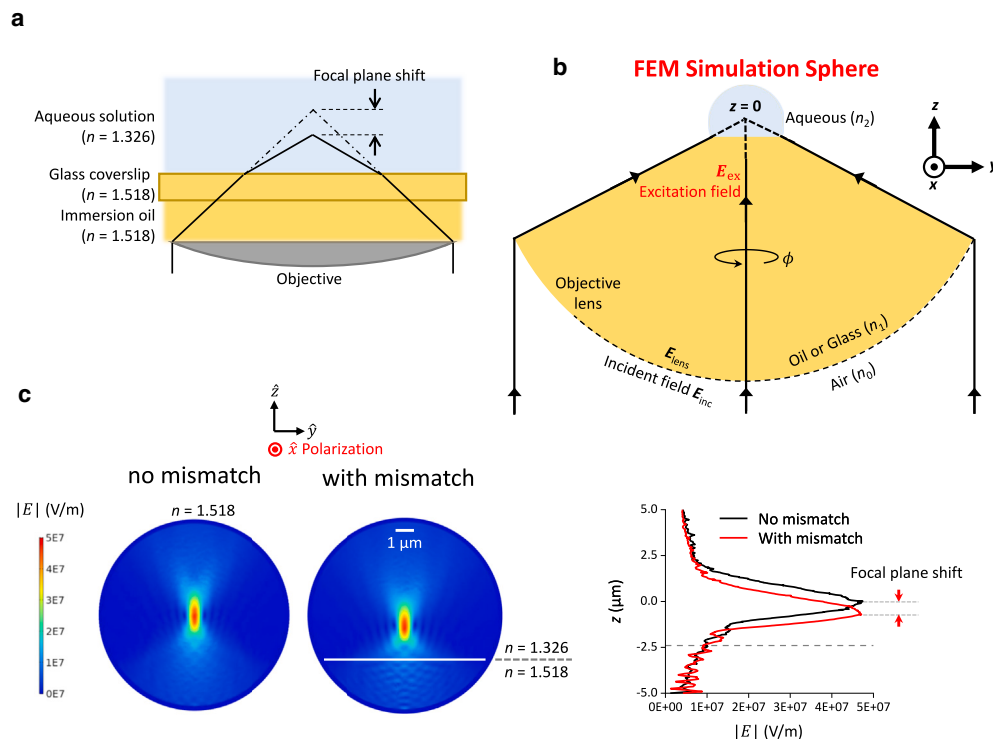 a
Focal plane shift
Aqueous solution
(n = 1.326)
Glass coverslip
(n = 1.518)
Immersion oil
(n = 1.518)
Objective
b
FEM Simulation Sphere
z = 0
Aqueous (n2)
z
y
x
Eex
Excitation field
ϕ
Objective
lens
Elens
Incident field Einc
Oil or Glass (n1)
Air (n0)
c
ẑ
ŷ
x̂ Polarization
no mismatch
with mismatch
|E| (V/m)
n = 1.518
5E7
4E7
3E7
2E7
1E7
0E7
1 µm
n = 1.326
n = 1.518
No mismatch
With mismatch
Focal plane shift
z (µm)
5.0
2.5
0.0
-2.5
-5.0
0E+00 1E+07 2E+07 3E+07 4E+07 5E+07
|E| (V/m)